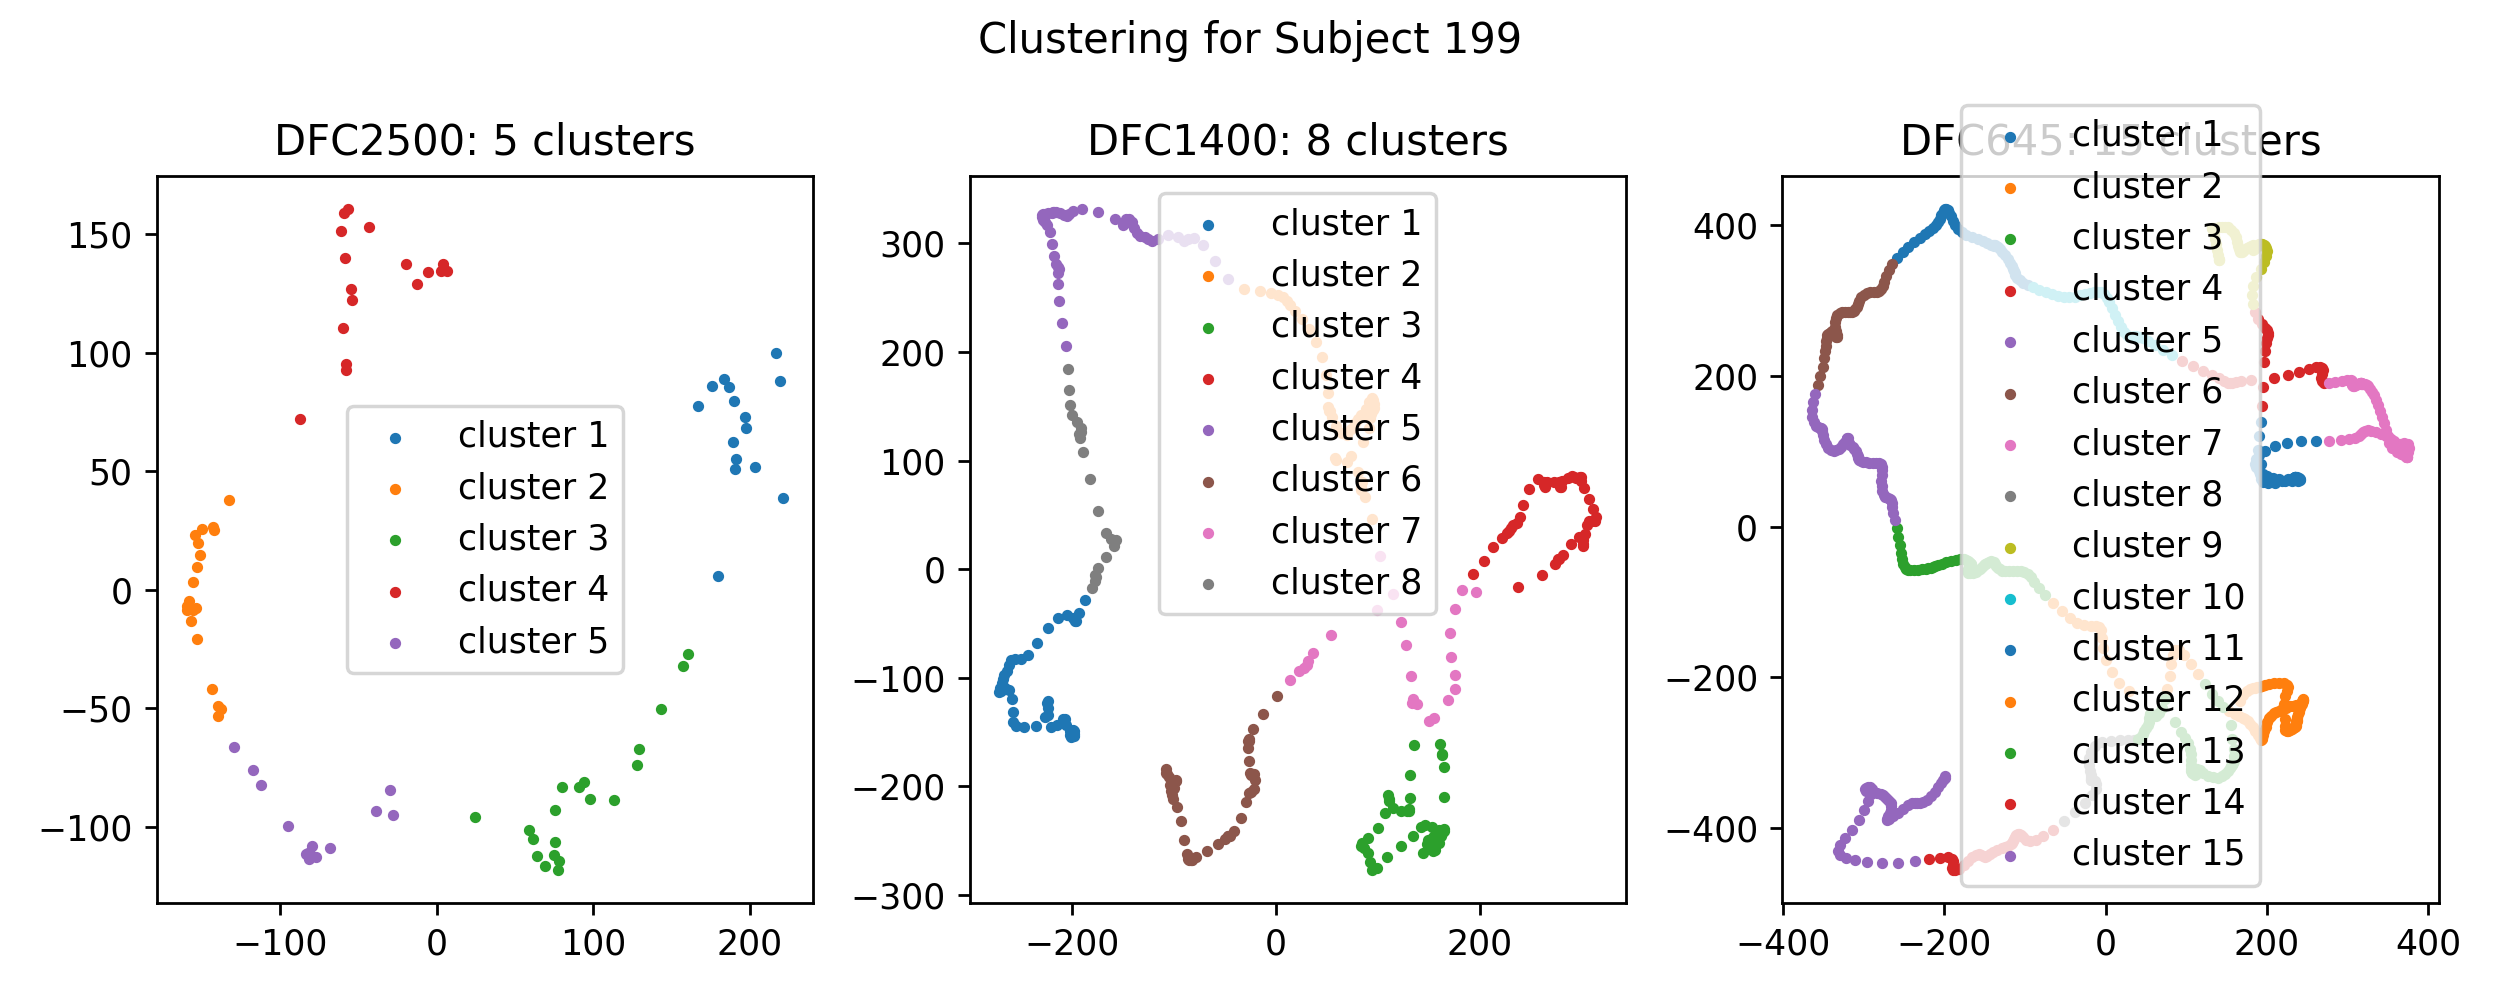 Clustering for Subject 199
DFC2500: 5 clusters
150
100
50
0
−50
−100
−100
0
100
200
cluster 1
cluster 2
cluster 3
cluster 4
cluster 5
DFC1400: 8 clusters
300
200
100
0
−100
−200
−300
−200
0
200
cluster 1
cluster 2
cluster 3
cluster 4
cluster 5
cluster 6
cluster 7
cluster 8
DFC645: 15 clusters
400
200
0
−200
−400
−400
−200
0
200
400
cluster 1
cluster 2
cluster 3
cluster 4
cluster 5
cluster 6
cluster 7
cluster 8
cluster 9
cluster 10
cluster 11
cluster 12
cluster 13
cluster 14
cluster 15